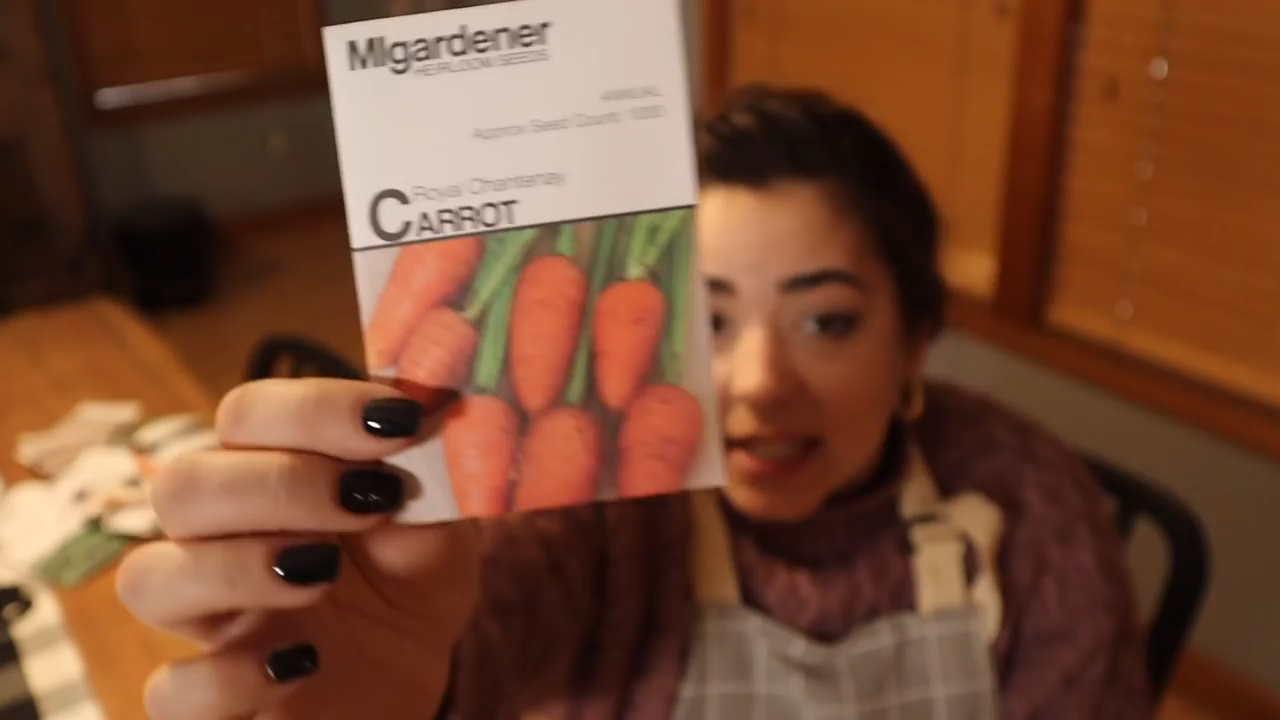 MIgardener
HEIRLOOM SEEDS
ANNUAL
Approx Seed Count: 1000
Royal Chantenay
CARROT